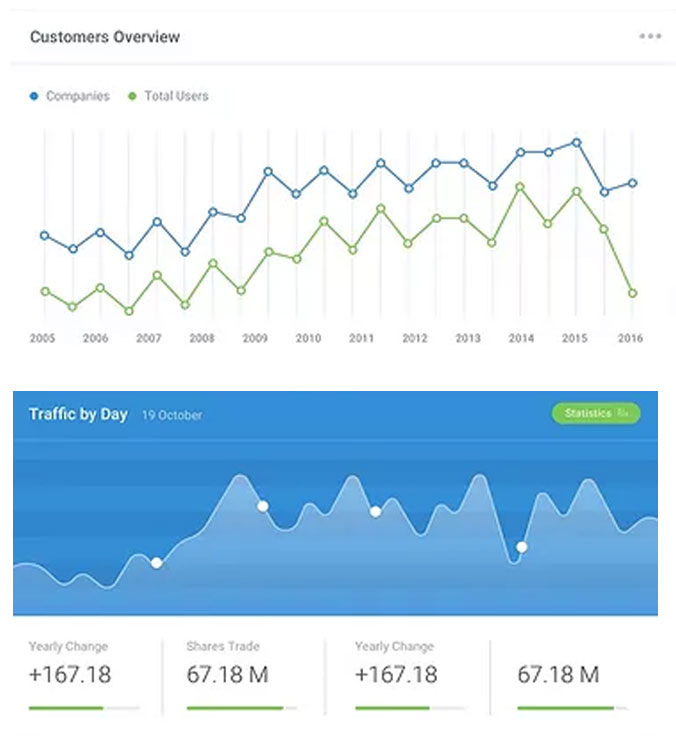 Customers Overview
Companies Total Users
2005 2006 2007 2008 2009 2010 2011 2012 2013 2014 2015 2016
Traffic by Day 19 October Statistics
Yearly Change Shares Trade Yearly Change
+167.18 67.18 M +167.18 67.18 M